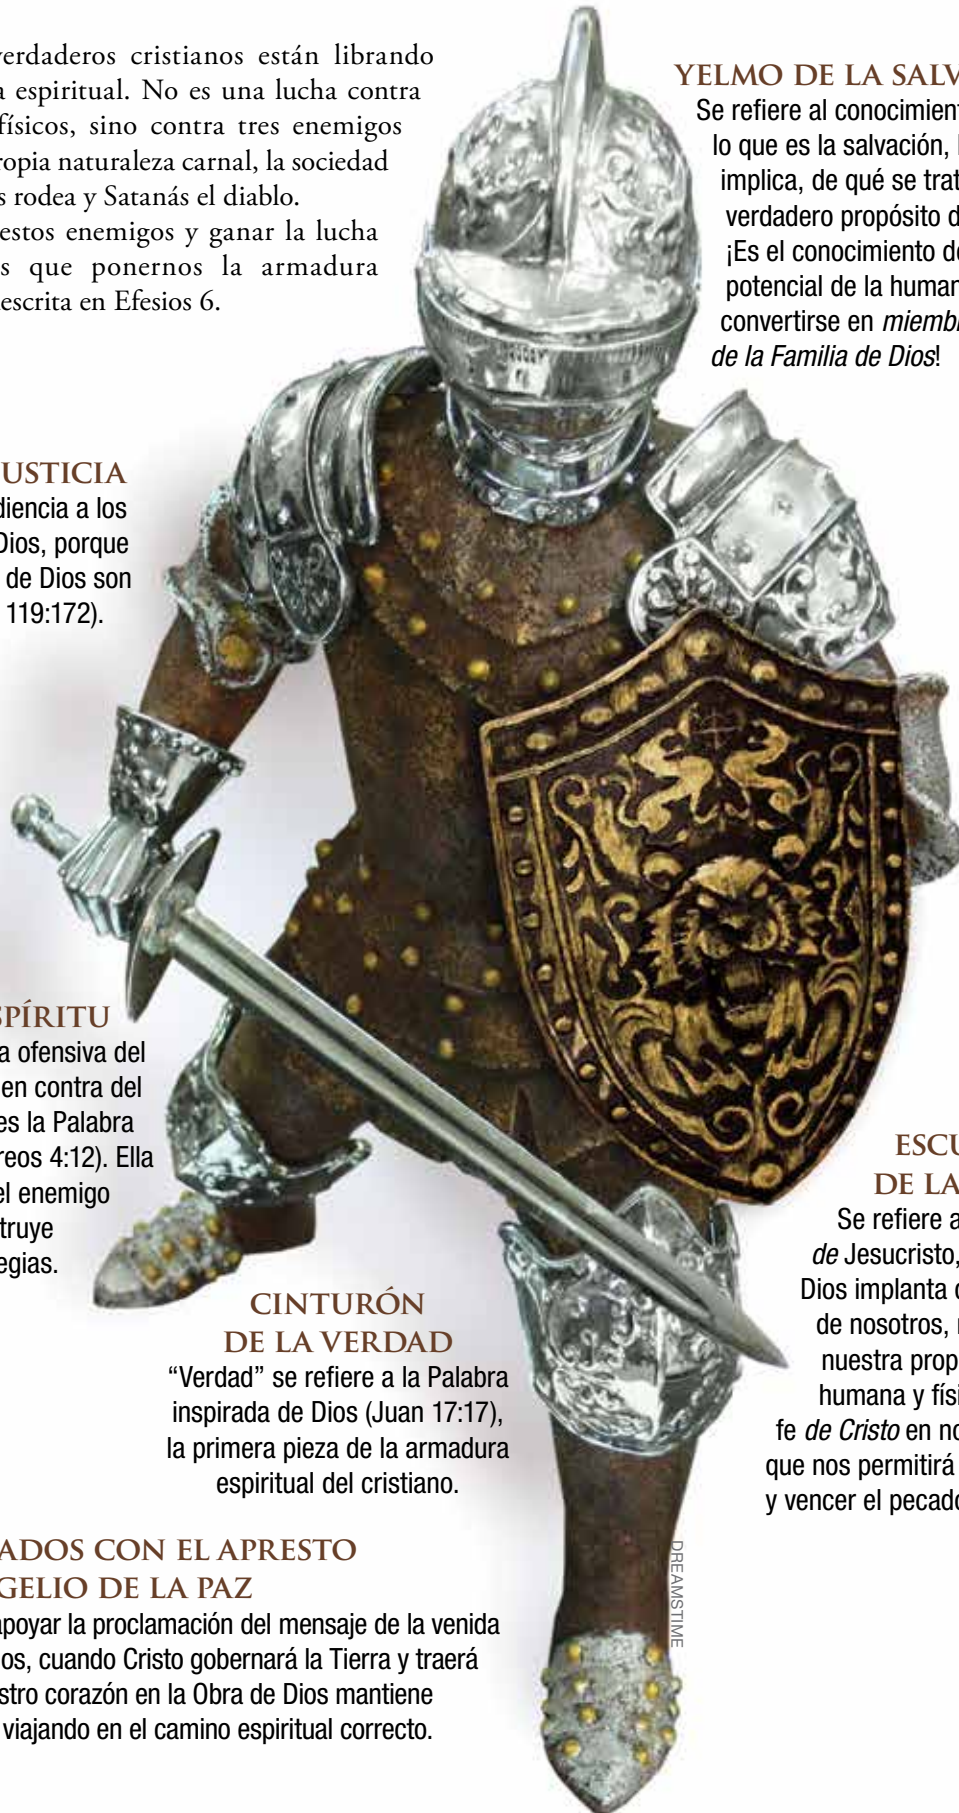 verdaderos cristianos están librando
a espiritual. No es una lucha contra
físicos, sino contra tres enemigos
ropia naturaleza carnal, la sociedad
s rodea y Satanás el diablo.
estos enemigos y ganar la lucha
s que ponernos la armadura
escrita en Efesios 6.
YELMO DE LA SALV
Se refiere al conocimient
lo que es la salvación, l
implica, de qué se trat
verdadero propósito d
¡Es el conocimiento de
potencial de la human
convertirse en miemb
de la Familia de Dios!
USTICIA
diencia a los
Dios, porque
de Dios son
119:172).
SPÍRITU
a ofensiva del
en contra del
es la Palabra
reos 4:12). Ella
el enemigo
truye
egias.
CINTURÓN
DE LA VERDAD
“Verdad” se refiere a la Palabra
inspirada de Dios (Juan 17:17),
la primera pieza de la armadura
espiritual del cristiano.
ESCU
DE LA
Se refiere a
de Jesucristo,
Dios implanta d
de nosotros, n
nuestra prop
humana y físi
fe de Cristo en no
que nos permitirá
y vencer el pecado
ADOS CON EL APRESTO
GELIO DE LA PAZ
apoyar la proclamación del mensaje de la venida
os, cuando Cristo gobernará la Tierra y traerá
stro corazón en la Obra de Dios mantiene
viajando en el camino espiritual correcto.
DREAMSTIME